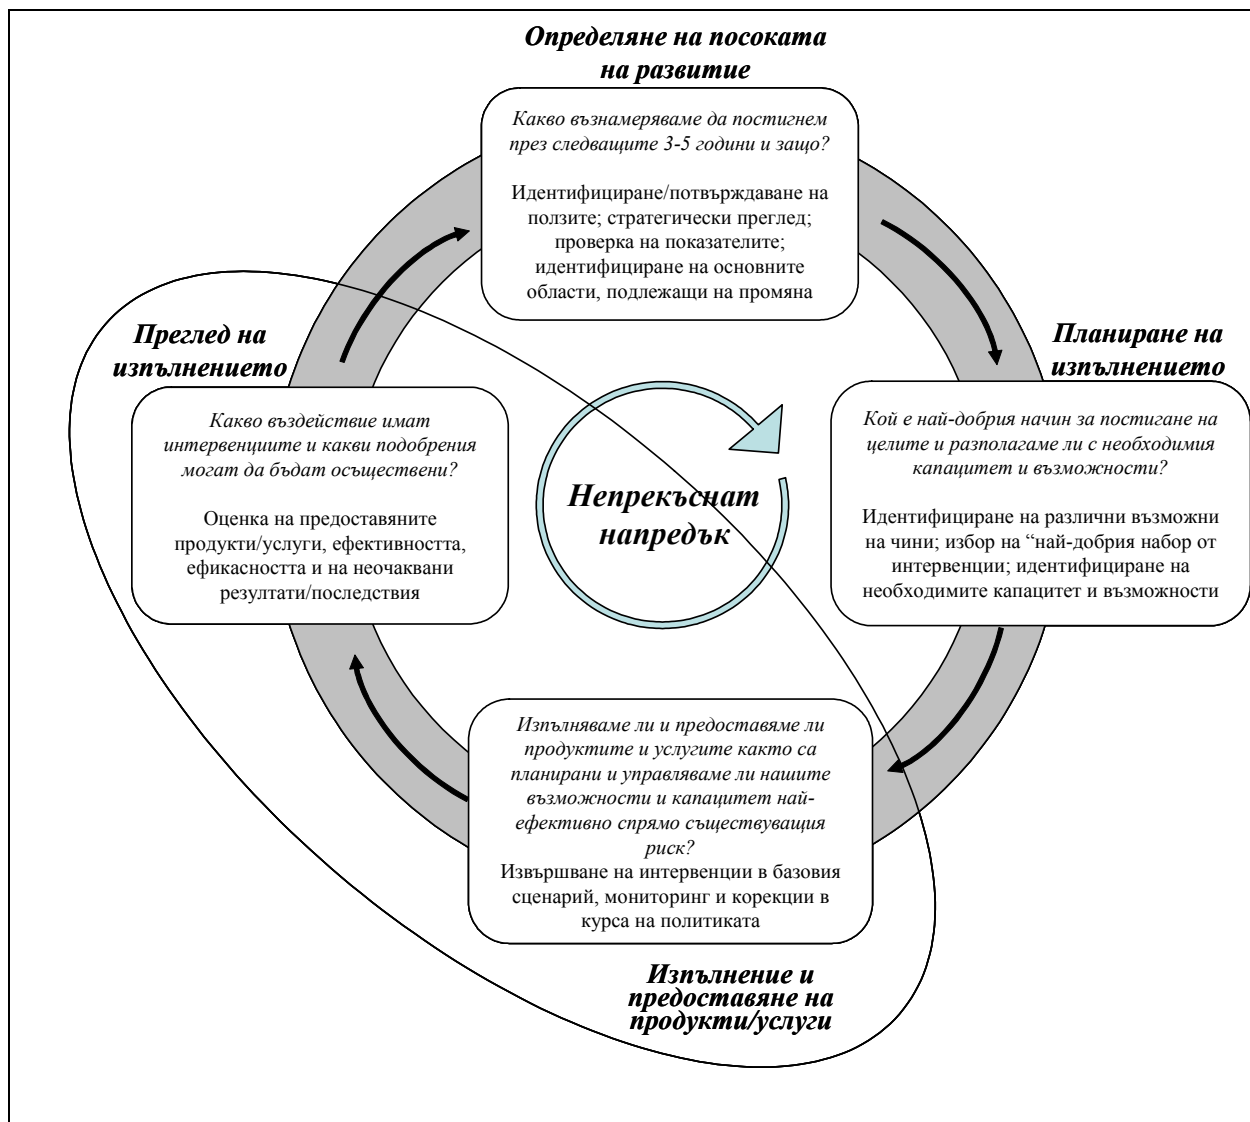 Определяне на посоката
на развитие
Какво възнамеряваме да постигнем
през следващите 3-5 години и защо?
Идентифициране/потвърждаване на
ползите; стратегически преглед;
проверка на показателите;
идентифициране на основните
области, подлежащи на промяна
Планиране на
изпълнението
Кой е най-добрия начин за постигане на
целите и разполагаме ли с необходимия
капацитет и възможности?
Идентифициране на различни възможни
на чини; избор на “най-добрия набор от
интервенции; идентифициране на
необходимите капацитет и възможности
Изпълняваме ли и предоставяме ли
продуктите и услугите както са
планирани и управляваме ли нашите
възможности и капацитет най-
ефективно спрямо съществуващия
риск?
Извършване на интервенции в базовия
сценарий, мониторинг и корекции в
курса на политиката
Изпълнение и
предоставяне на
продукти/услуги
Преглед на
изпълнението
Какво въздействие имат
интервенциите и какви подобрения
могат да бъдат осъществени?
Оценка на предоставяните
продукти/услуги, ефективността,
ефикасността и на неочаквани
резултати/последствия
Непрекъснат
напредък